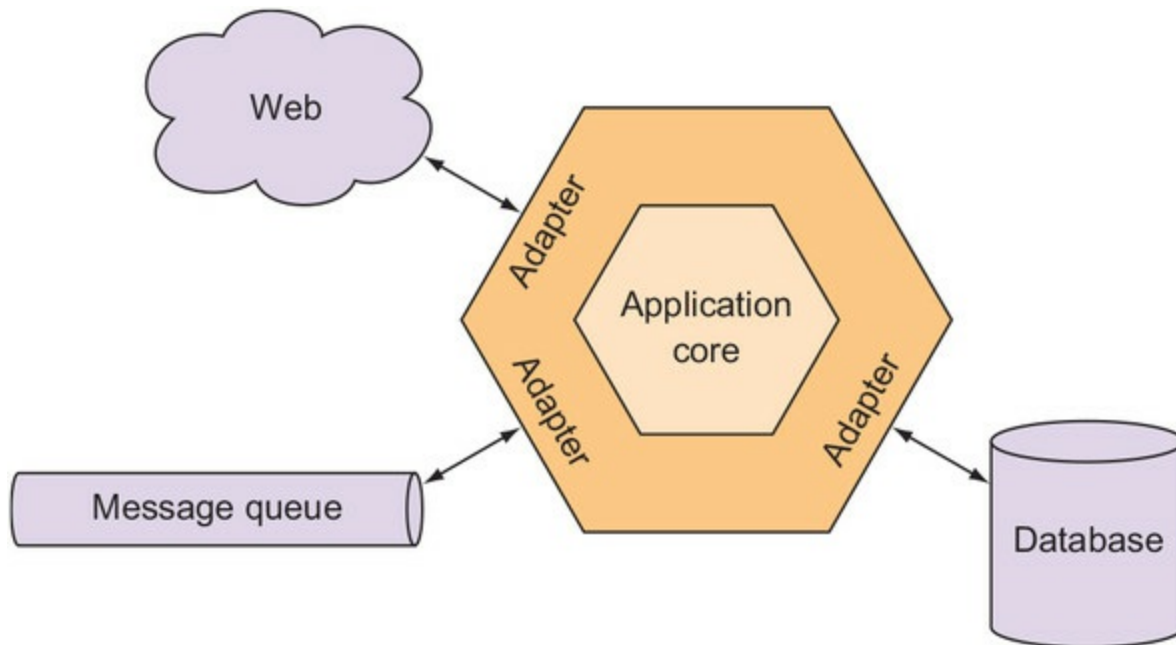 Web
Adapter
Application
core
Adapter
Adapter
Message queue
Database